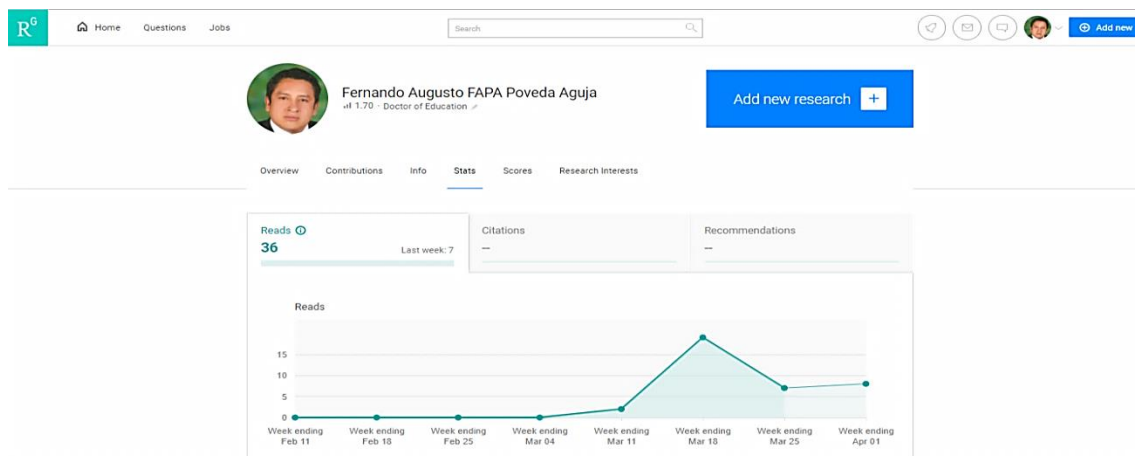 RG
Home Questions Jobs
Search
Add new
Fernando Augusto FAPA Poveda Aguja
1.70 · Doctor of Education
Add new research +
Overview Contributions Info Stats Scores Research Interests
Reads Citations Recommendations
36 Last week: 7 -- --
Reads
15
10
5
0
Week ending Week ending Week ending Week ending Week ending Week ending Week ending Week ending
Feb 11 Feb 18 Feb 25 Mar 04 Mar 11 Mar 18 Mar 25 Apr 01